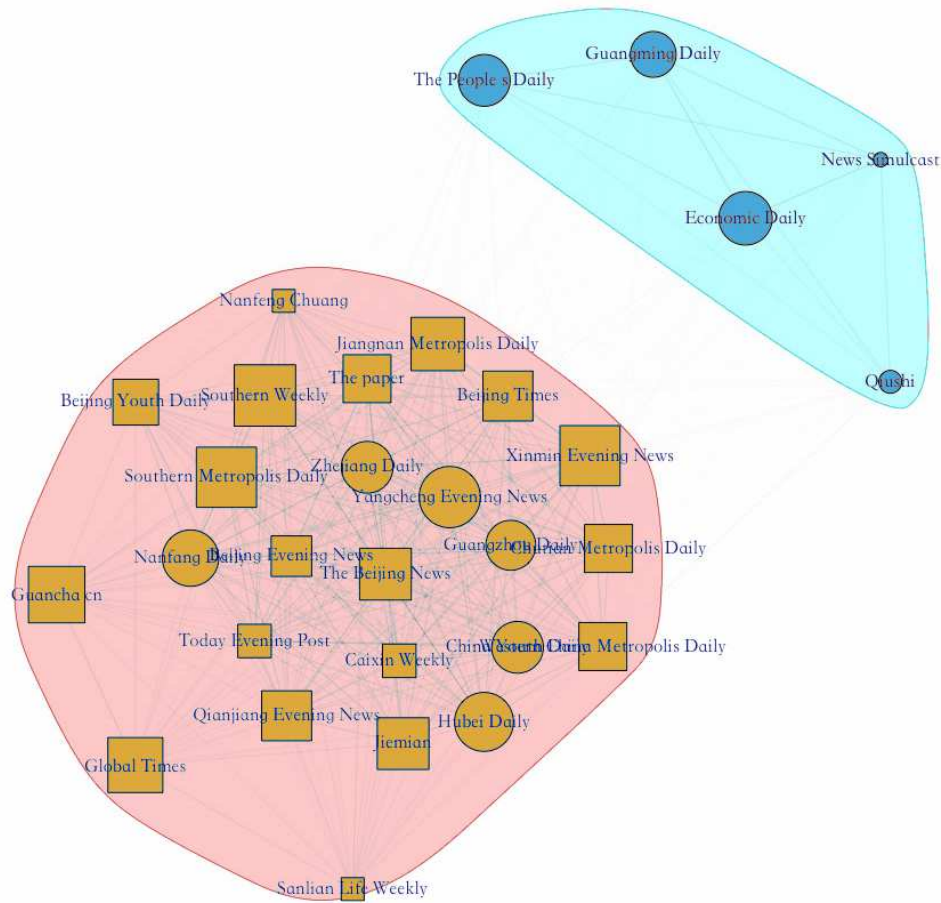 Guangming Daily
The People s Daily
News Simulcast
Economic Daily
Qiushi
Nanfeng Chuang
Jiangnan Metropolis Daily
The paper
Southern Weekly
Beijing Times
Beijing Youth Daily
Xinmin Evening News
Zhejiang Daily
Southern Metropolis Daily
Yangcheng Evening News
Guangzhou Daily
Chutian Metropolis Daily
Nanfang Daily
Beijing Evening News
The Beijing News
Guancha cn
Today Evening Post
China Youth Daily
Western China Metropolis Daily
Caixin Weekly
Qianjiang Evening News
Hubei Daily
Jiemian
Global Times
Sanlian Life Weekly